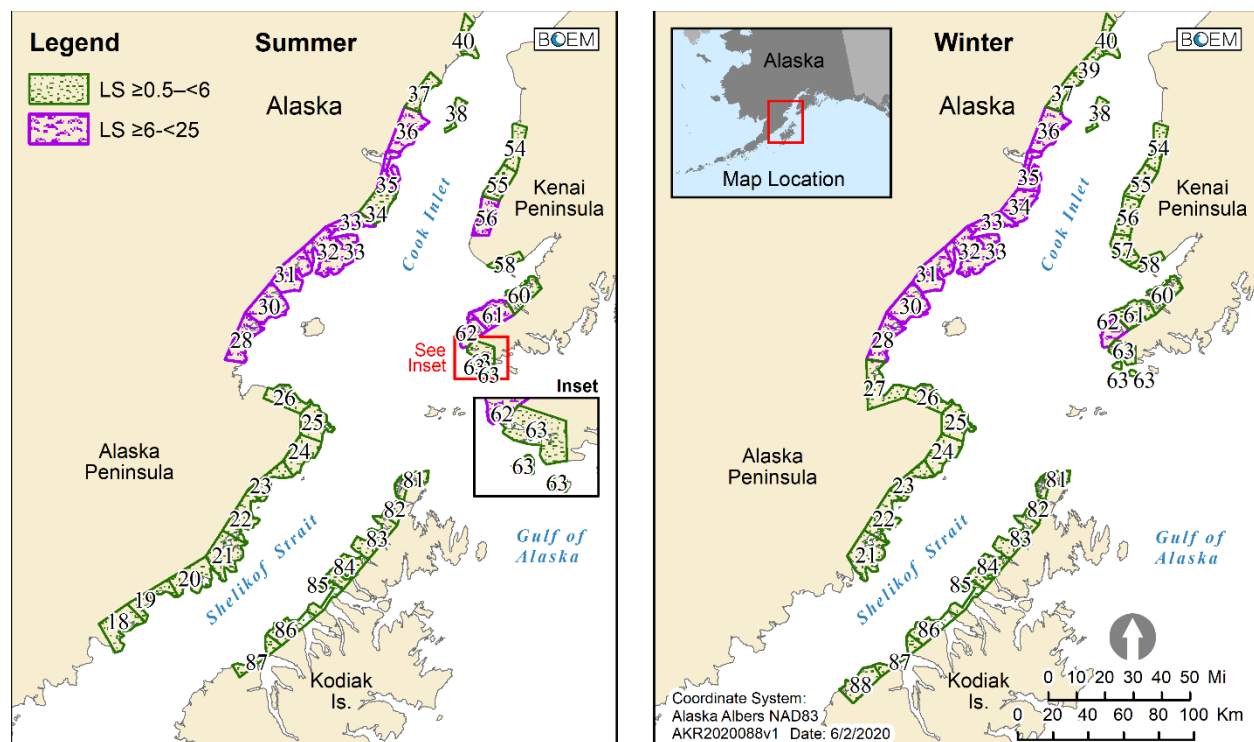 Legend
LS ≥0.5–<6
LS ≥6-<25
Summer
BOEM
Alaska
40
37
38
36
35
34
33
32
33
31
30
28
Cook Inlet
54
55
56
Kenai
Peninsula
58
60
61
62
63
63
63
See
Inset
Inset
62
63
63
63
26
25
24
Alaska
Peninsula
23
22
21
20
19
18
Shelikof Strait
81
82
83
84
85
86
87
Gulf of
Alaska
Kodiak
Is.
Winter
BOEM
Alaska
Map Location
Alaska
40
39
37
38
36
35
34
33
32
33
31
30
28
27
Cook Inlet
54
55
56
57
58
Kenai
Peninsula
60
61
62
63
63
63
26
25
24
Alaska
Peninsula
23
22
21
Shelikof Strait
81
82
83
84
85
86
87
88
Gulf of
Alaska
Kodiak
Is.
Coordinate System:
Alaska Albers NAD83
AKR2020088v1 Date: 6/2/2020
0 10 20 30 40 50 Mi
0 20 40 60 80 100 Km